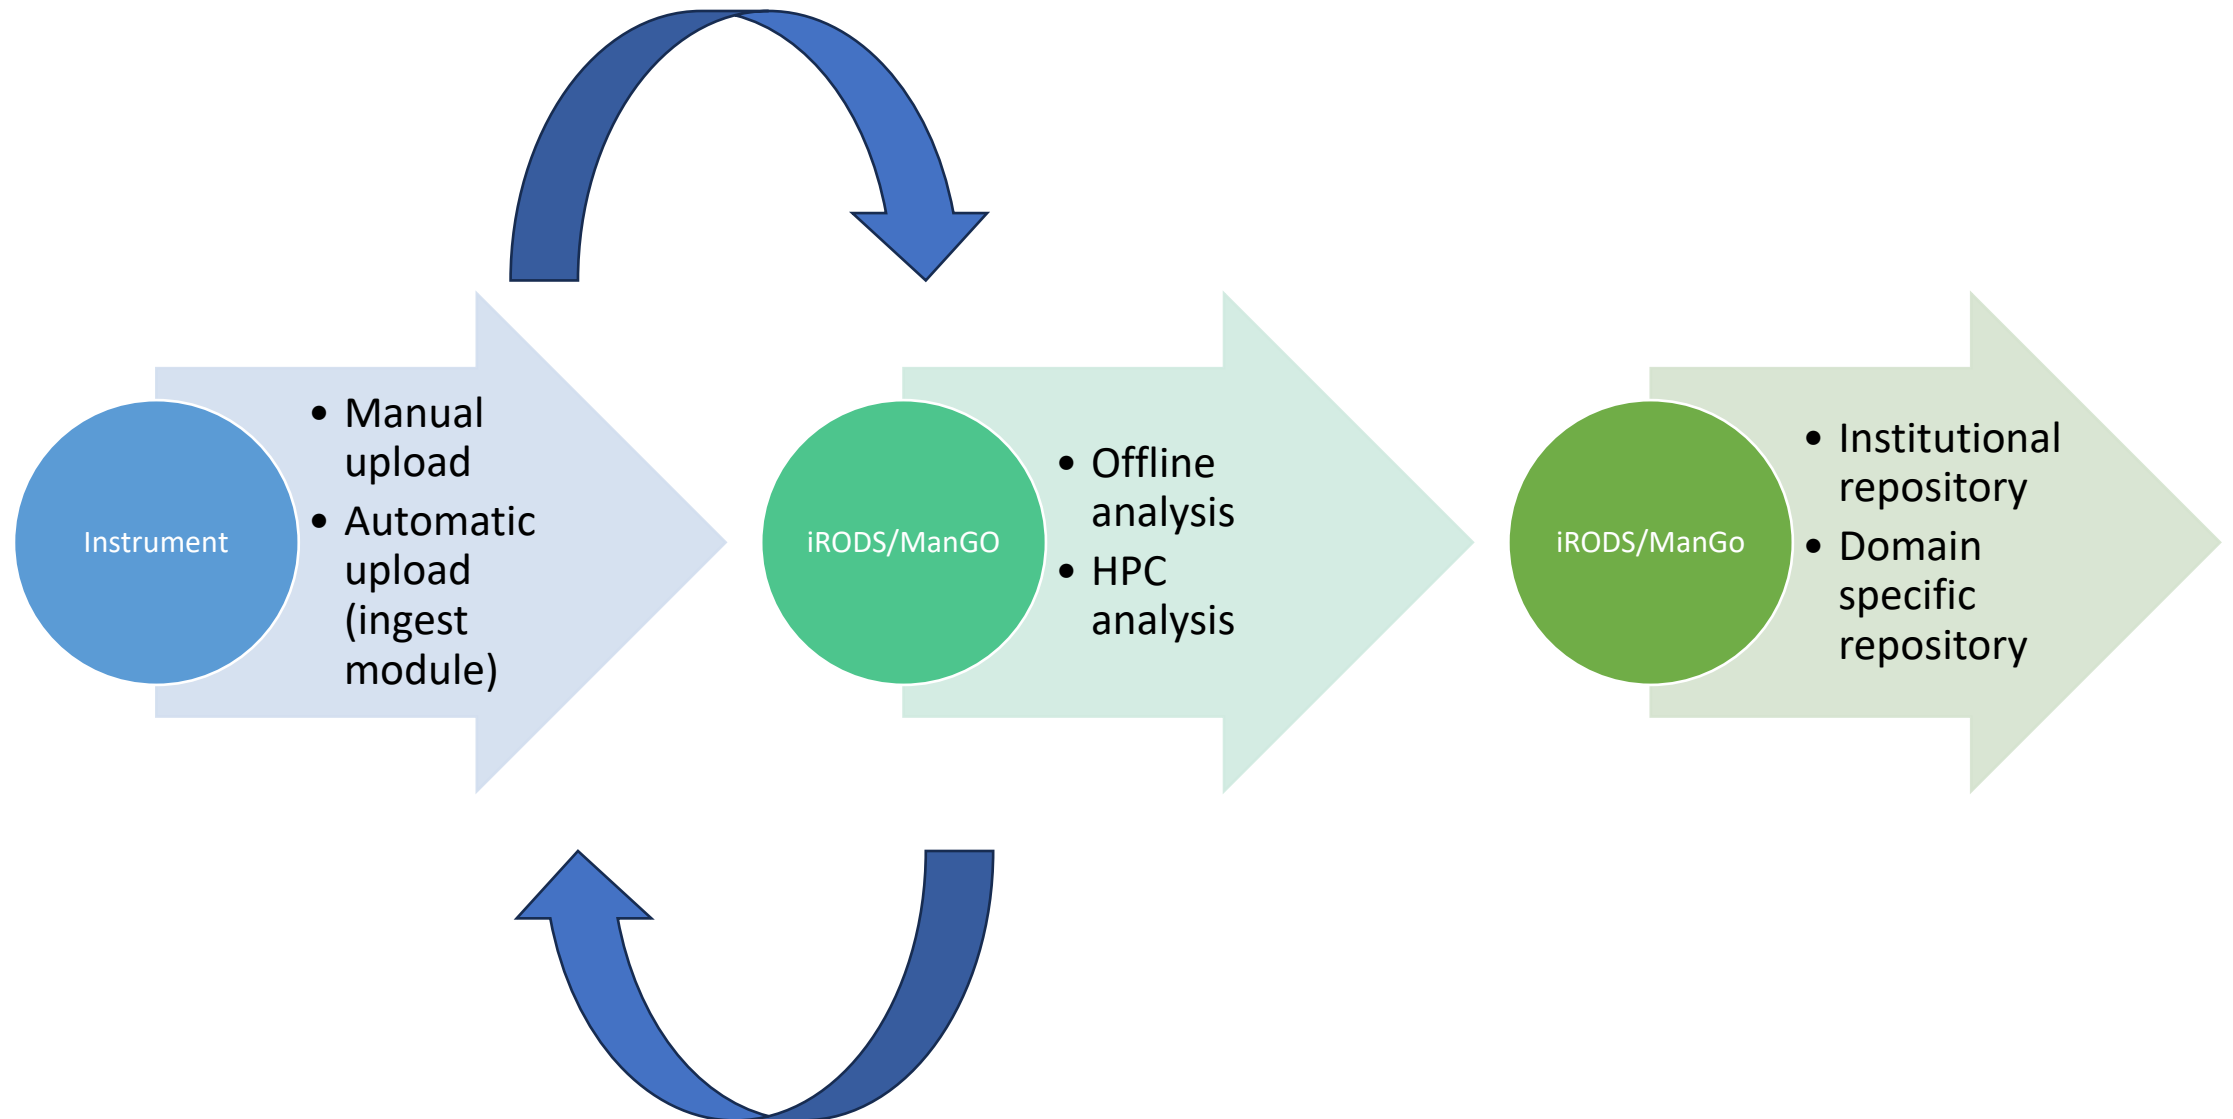 Instrument
• Manual
upload
• Automatic
upload
(ingest
module)
iRODS/ManGO
• Offline
analysis
• HPC
analysis
iRODS/ManGo
• Institutional
repository
• Domain
specific
repository